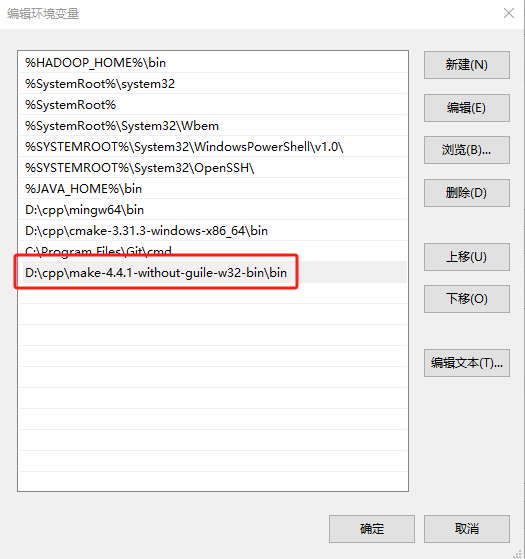 编辑环境变量
%HADOOP_HOME%\bin
%SystemRoot%\system32
%SystemRoot%
%SystemRoot%\System32\Wbem
%SYSTEMROOT%\System32\WindowsPowerShell\v1.0\
%SYSTEMROOT%\System32\OpenSSH\
%JAVA_HOME%\bin
D:\cpp\mingw64\bin
D:\cpp\cmake-3.31.3-windows-x86_64\bin
C:\Program Files\Git\cmd
D:\cpp\make-4.4.1-without-guile-w32-bin\bin
新建(N)
编辑(E)
浏览(B)...
删除(D)
上移(U)
下移(O)
编辑文本(T)...
确定
取消